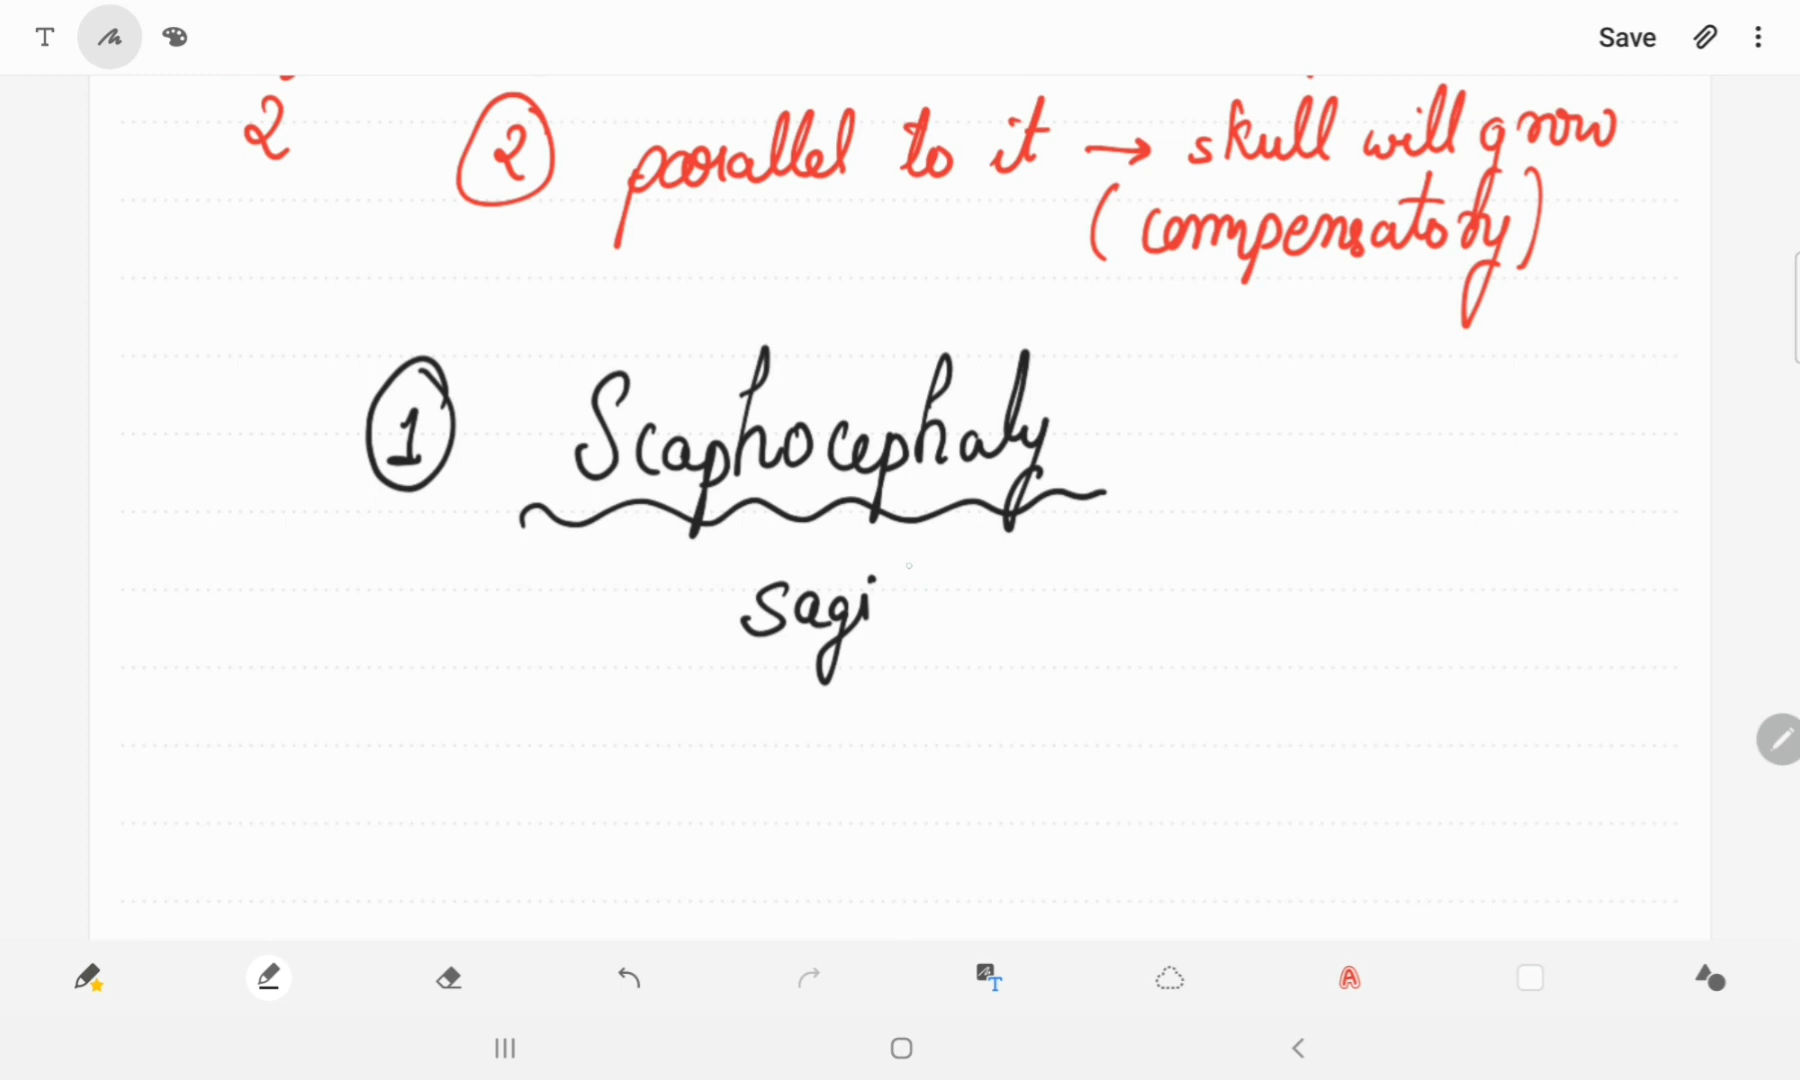 T Save
2 ② parallel to it → skull will grow
(compensatory)
① Scaphocephaly
sagi
T A